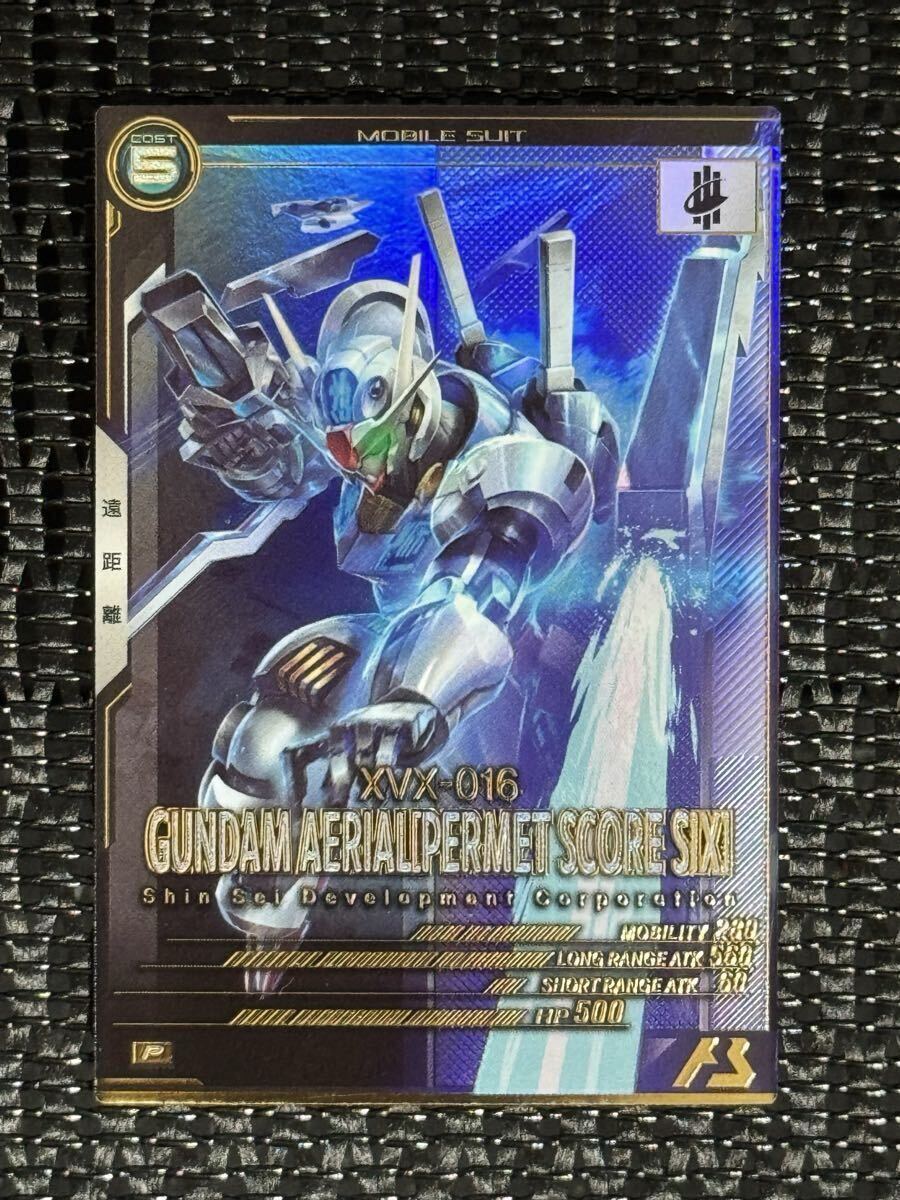 COST
MOBILE SUIT
遠距離
XVX-016
GUNDAM AERIAL[PERMET SCORE SIX]
Shin Sei Development Corporation
MOBILITY 280
LONG RANGE ATK 560
SHORT RANGE ATK 60
HP 500
P